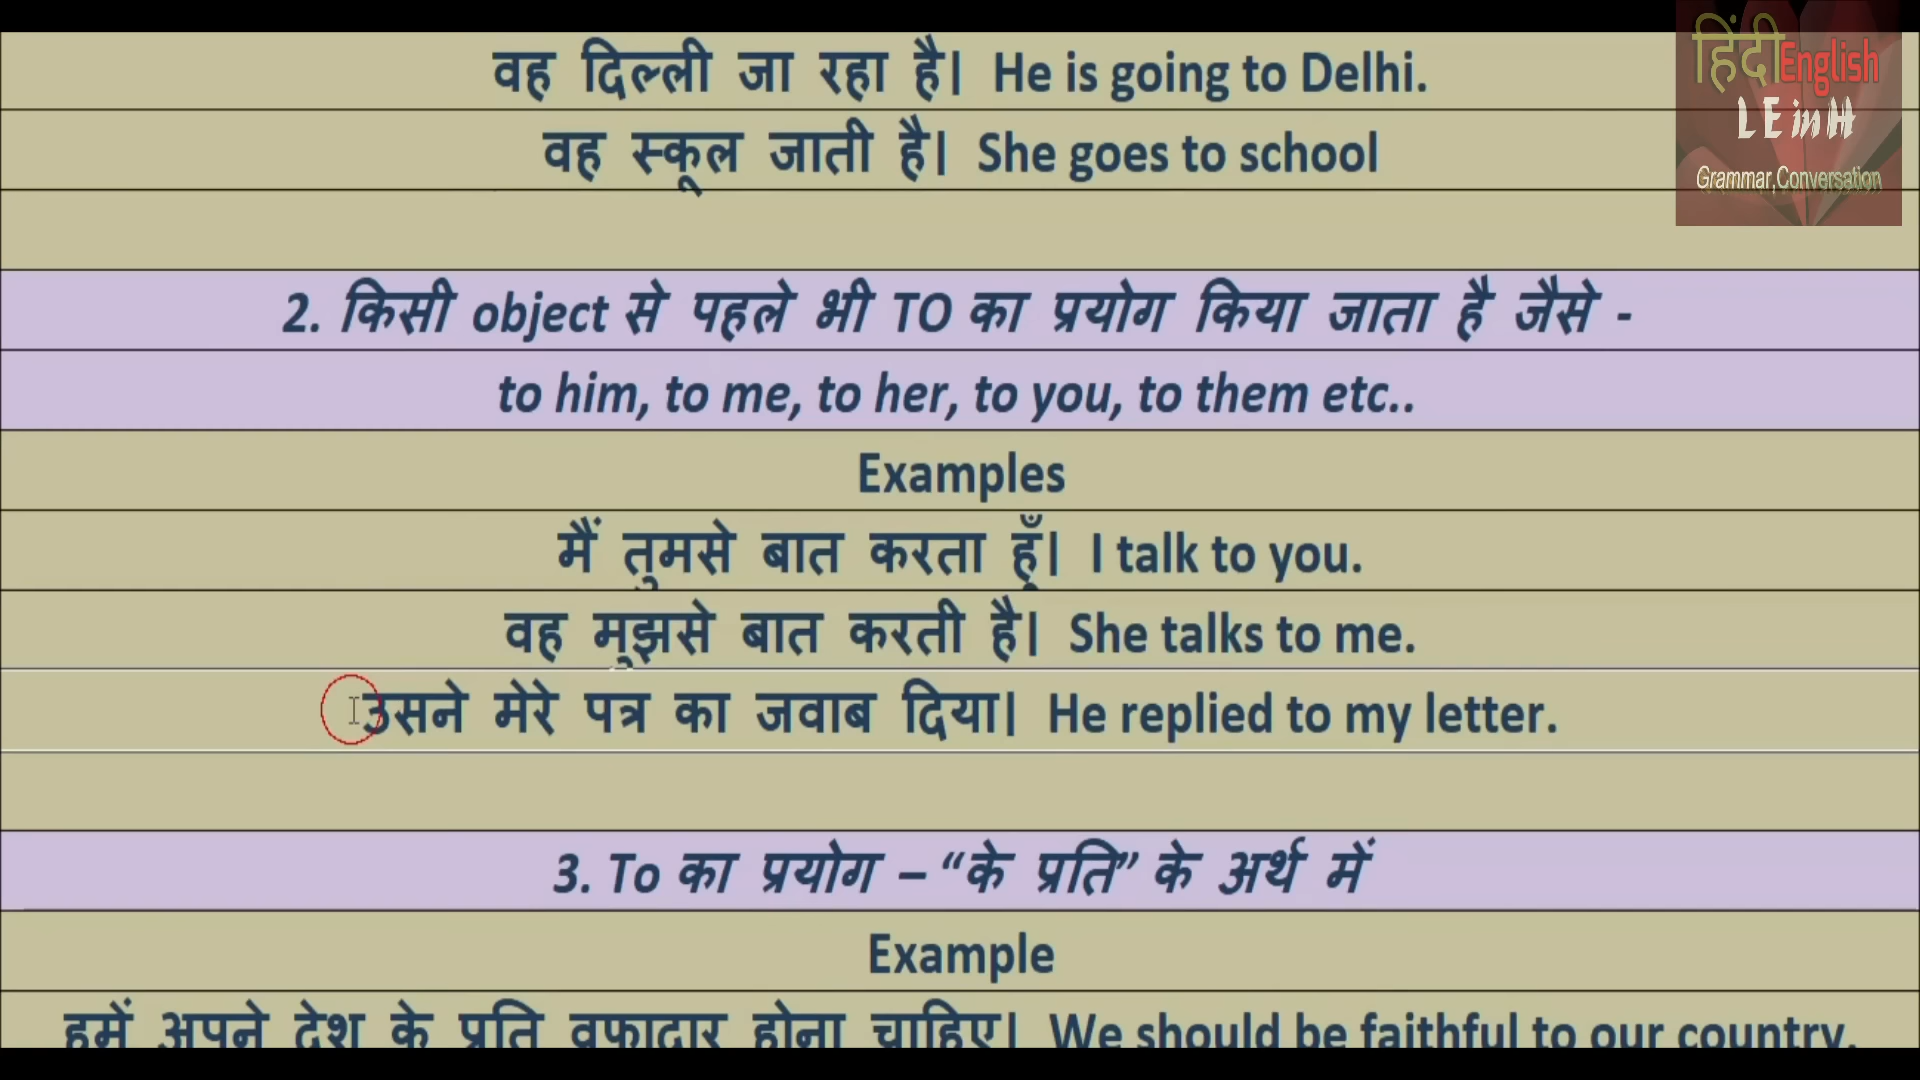 वह दिल्ली जा रहा है| He is going to Delhi.
वह स्कूल जाती है| She goes to school
हिंदी English
L E in H
Grammar,Conversation
2. किसी object से पहले भी TO का प्रयोग किया जाता है जैसे -
to him, to me, to her, to you, to them etc..
Examples
मैं तुमसे बात करता हूँ| I talk to you.
वह मुझसे बात करती है| She talks to me.
उसने मेरे पत्र का जवाब दिया| He replied to my letter.
3. To का प्रयोग – “के प्रति” के अर्थ में
Example
हमें अपने देश के प्रति वफादार होना चाहिए| We should be faithful to our country.